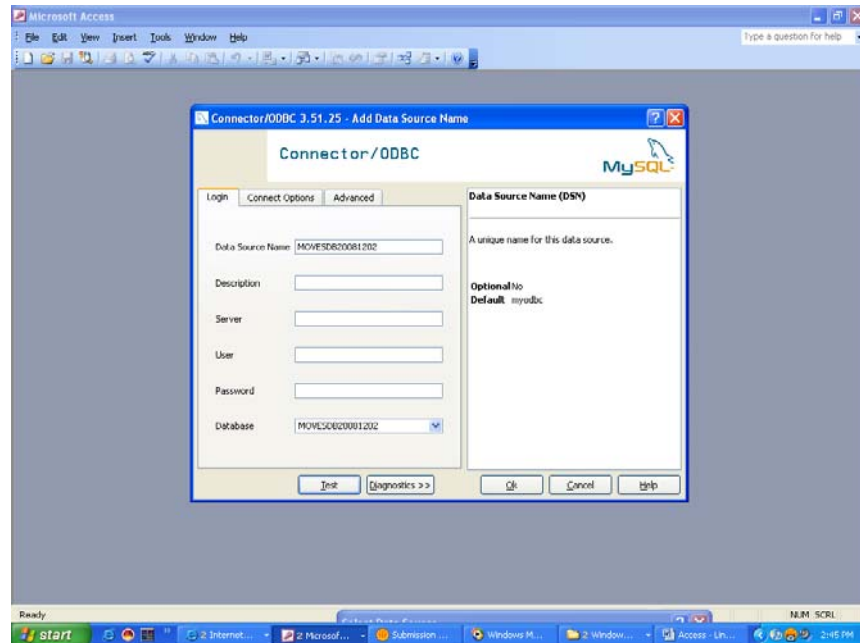 Microsoft Access
File Edit View Insert Tools Window Help
Type a question for help
Connector/ODBC 3.51.25 - Add Data Source Name
Connector/ODBC
MySQL
Login Connect Options Advanced
Data Source Name MOVESDB20081202
Description
Server
User
Password
Database MOVESDB20081202
Data Source Name (DSN)
A unique name for this data source.
Optional No
Default myodbc
Test Diagnostics >> Ok Cancel Help
Ready NUM SCRL
Select Data Source
start 2 Internet... 2 Microsof... Submission ... Windows M... 2 Window... Access - Lin... 2:45 PM